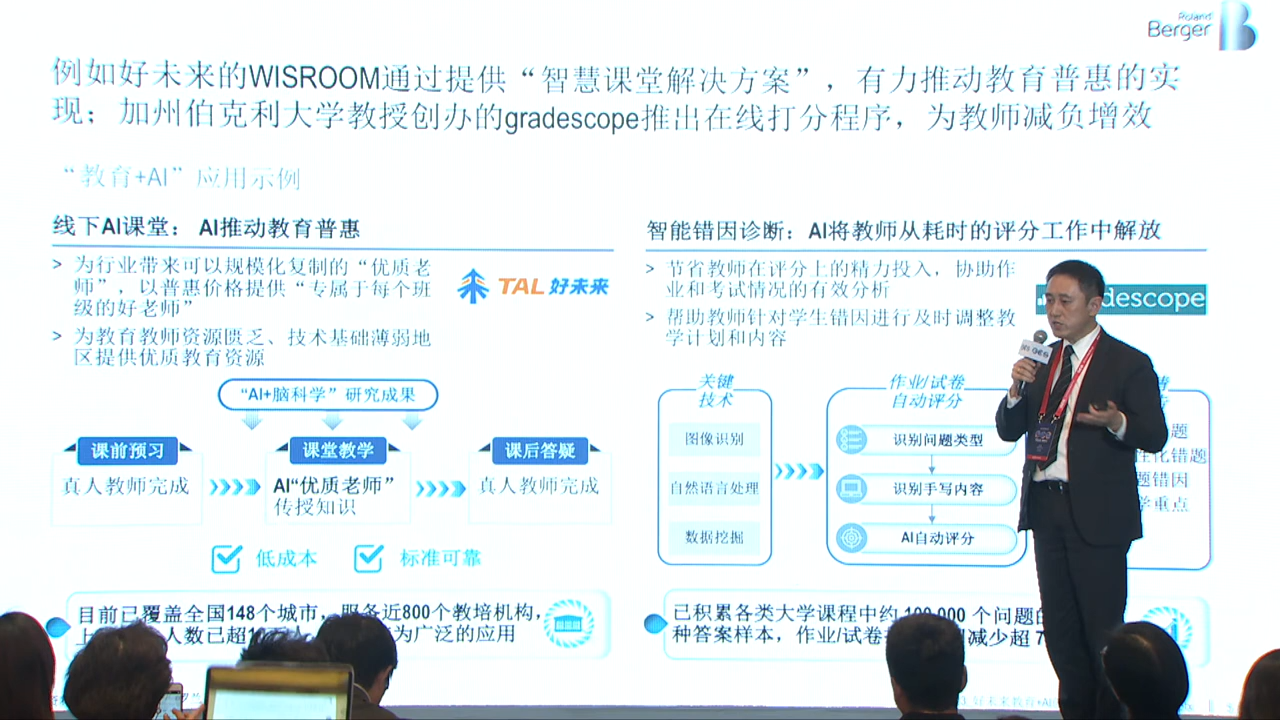 Roland
Berger
例如好未来的WISROOM通过提供“智慧课堂解决方案”，有力推动教育普惠的实
现；加州伯克利大学教授创办的gradescope推出在线打分程序，为教师减负增效
“教育+AI”应用示例
线下AI课堂： AI推动教育普惠
> 为行业带来可以规模化复制的“优质老
师”，以普惠价格提供“专属于每个班
级的好老师”
> 为教育教师资源匮乏、技术基础薄弱地
区提供优质教育资源
TAL 好未来
“AI+脑科学”研究成果
课前预习
课堂教学
课后答疑
真人教师完成
AI“优质老师”
传授知识
真人教师完成
低成本
标准可靠
目前已覆盖全国148个城市，服务近800个教培机构，
人数已超
为广泛的应用
智能错因诊断：AI将教师从耗时的评分工作中解放
> 节省教师在评分上的精力投入，协助作
业和考试情况的有效分析
> 帮助教师针对学生错因进行及时调整教
学计划和内容
descope
关键
技术
图像识别
自然语言处理
数据挖掘
作业/试卷
自动评分
识别问题类型
识别手写内容
AI自动评分
题
性化错题
题错因
学重点
已积累各类大学课程中约 100,000 个问题的
种答案样本，作业/试卷
减少超 7